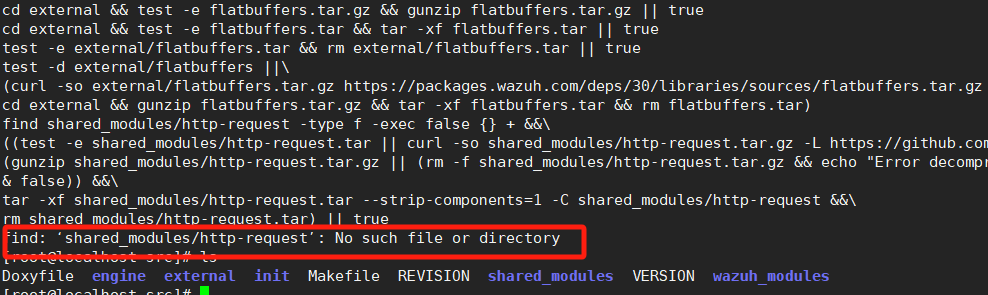 cd external && test -e flatbuffers.tar.gz && gunzip flatbuffers.tar.gz || true
cd external && test -e flatbuffers.tar && tar -xf flatbuffers.tar || true
test -e external/flatbuffers.tar && rm external/flatbuffers.tar || true
test -d external/flatbuffers ||\
(curl -so external/flatbuffers.tar.gz https://packages.wazuh.com/deps/30/libraries/sources/flatbuffers.tar.gz
cd external && gunzip flatbuffers.tar.gz && tar -xf flatbuffers.tar && rm flatbuffers.tar)
find shared_modules/http-request -type f -exec false {} + &&\
((test -e shared_modules/http-request.tar || curl -so shared_modules/http-request.tar.gz -L https://github.com
(gunzip shared_modules/http-request.tar.gz || (rm -f shared_modules/http-request.tar.gz && echo "Error decompr
& false)) &&\
tar -xf shared_modules/http-request.tar --strip-components=1 -C shared_modules/http-request &&\
rm shared_modules/http-request.tar) || true
find: ‘shared_modules/http-request’: No such file or directory
[root@localhost src]# ls
Doxyfile engine external init Makefile REVISION shared_modules VERSION wazuh_modules
[root@localhost src]#